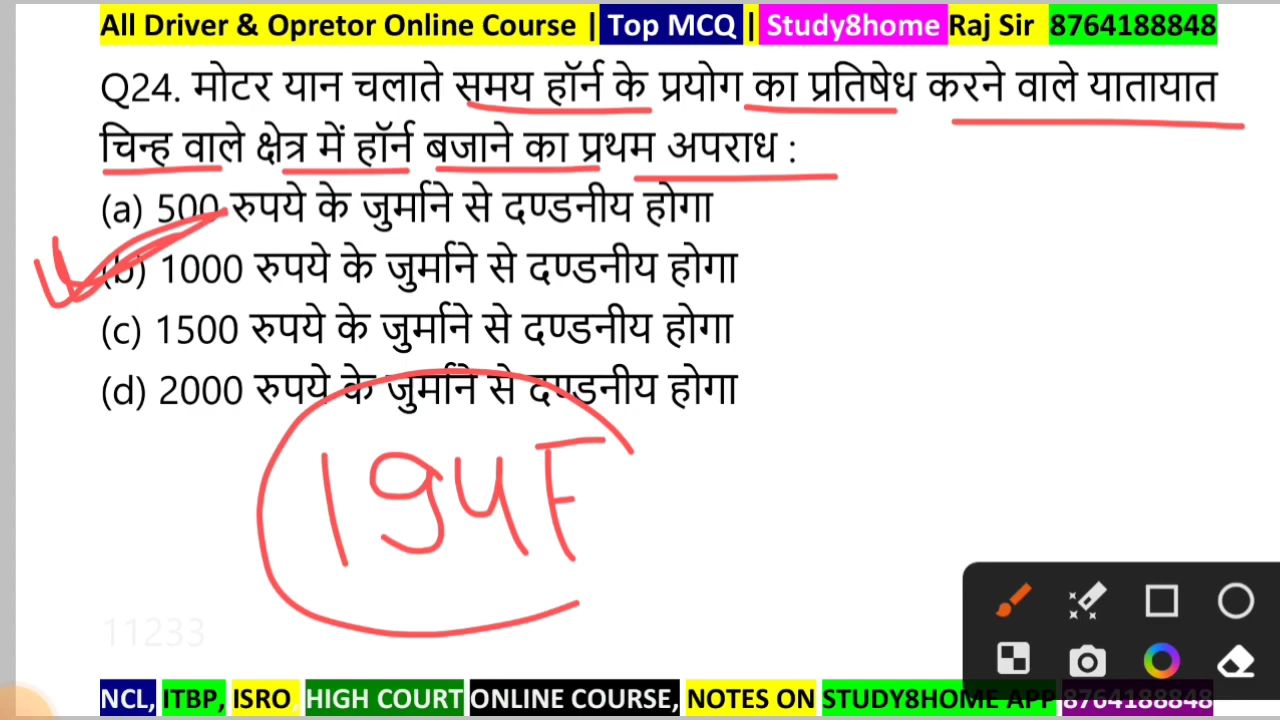 All Driver & Opretor Online Course | Top MCQ | Study8home Raj Sir 8764188848
Q24. मोटर यान चलाते समय हॉर्न के प्रयोग का प्रतिषेध करने वाले यातायात
चिन्ह वाले क्षेत्र में हॉर्न बजाने का प्रथम अपराध :
(a) 500 रुपये के जुर्माने से दण्डनीय होगा
(b) 1000 रुपये के जुर्माने से दण्डनीय होगा
(c) 1500 रुपये के जुर्माने से दण्डनीय होगा
(d) 2000 रुपये के जुर्माने से दण्डनीय होगा
194F
11233
NCL, ITBP, ISRO, HIGH COURT ONLINE COURSE, NOTES ON STUDY8HOME APP 8764188848